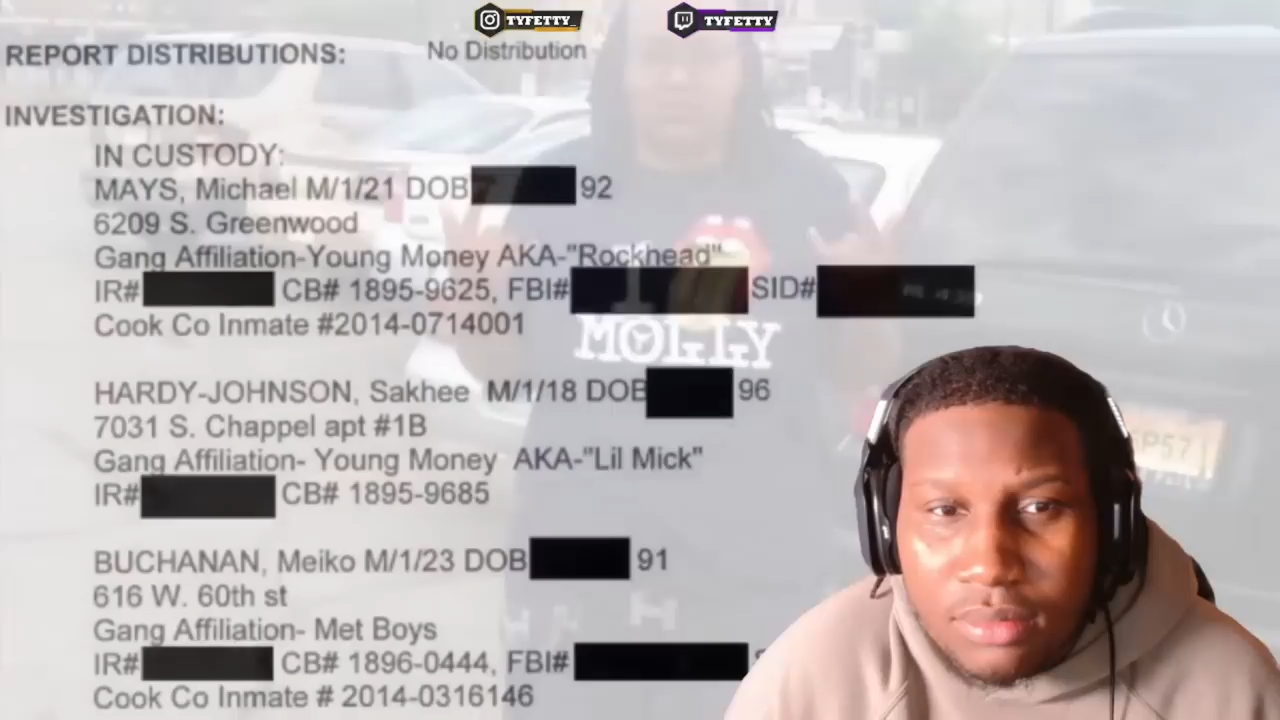 TYFETTY_ TYFETTY
REPORT DISTRIBUTIONS: No Distribution
INVESTIGATION:
IN CUSTODY:
MAYS, Michael M/1/21 DOB 92
6209 S. Greenwood
Gang Affiliation-Young Money AKA-"Rockhead"
IR# CB# 1895-9625, FBI# SID#
Cook Co Inmate #2014-0714001
MOLLY
HARDY-JOHNSON, Sakhee M/1/18 DOB 96
7031 S. Chappel apt #1B
Gang Affiliation- Young Money AKA-"Lil Mick"
IR# CB# 1895-9685
BUCHANAN, Meiko M/1/23 DOB 91
616 W. 60th st
Gang Affiliation- Met Boys
IR# CB# 1896-0444, FBI#
Cook Co Inmate # 2014-0316146